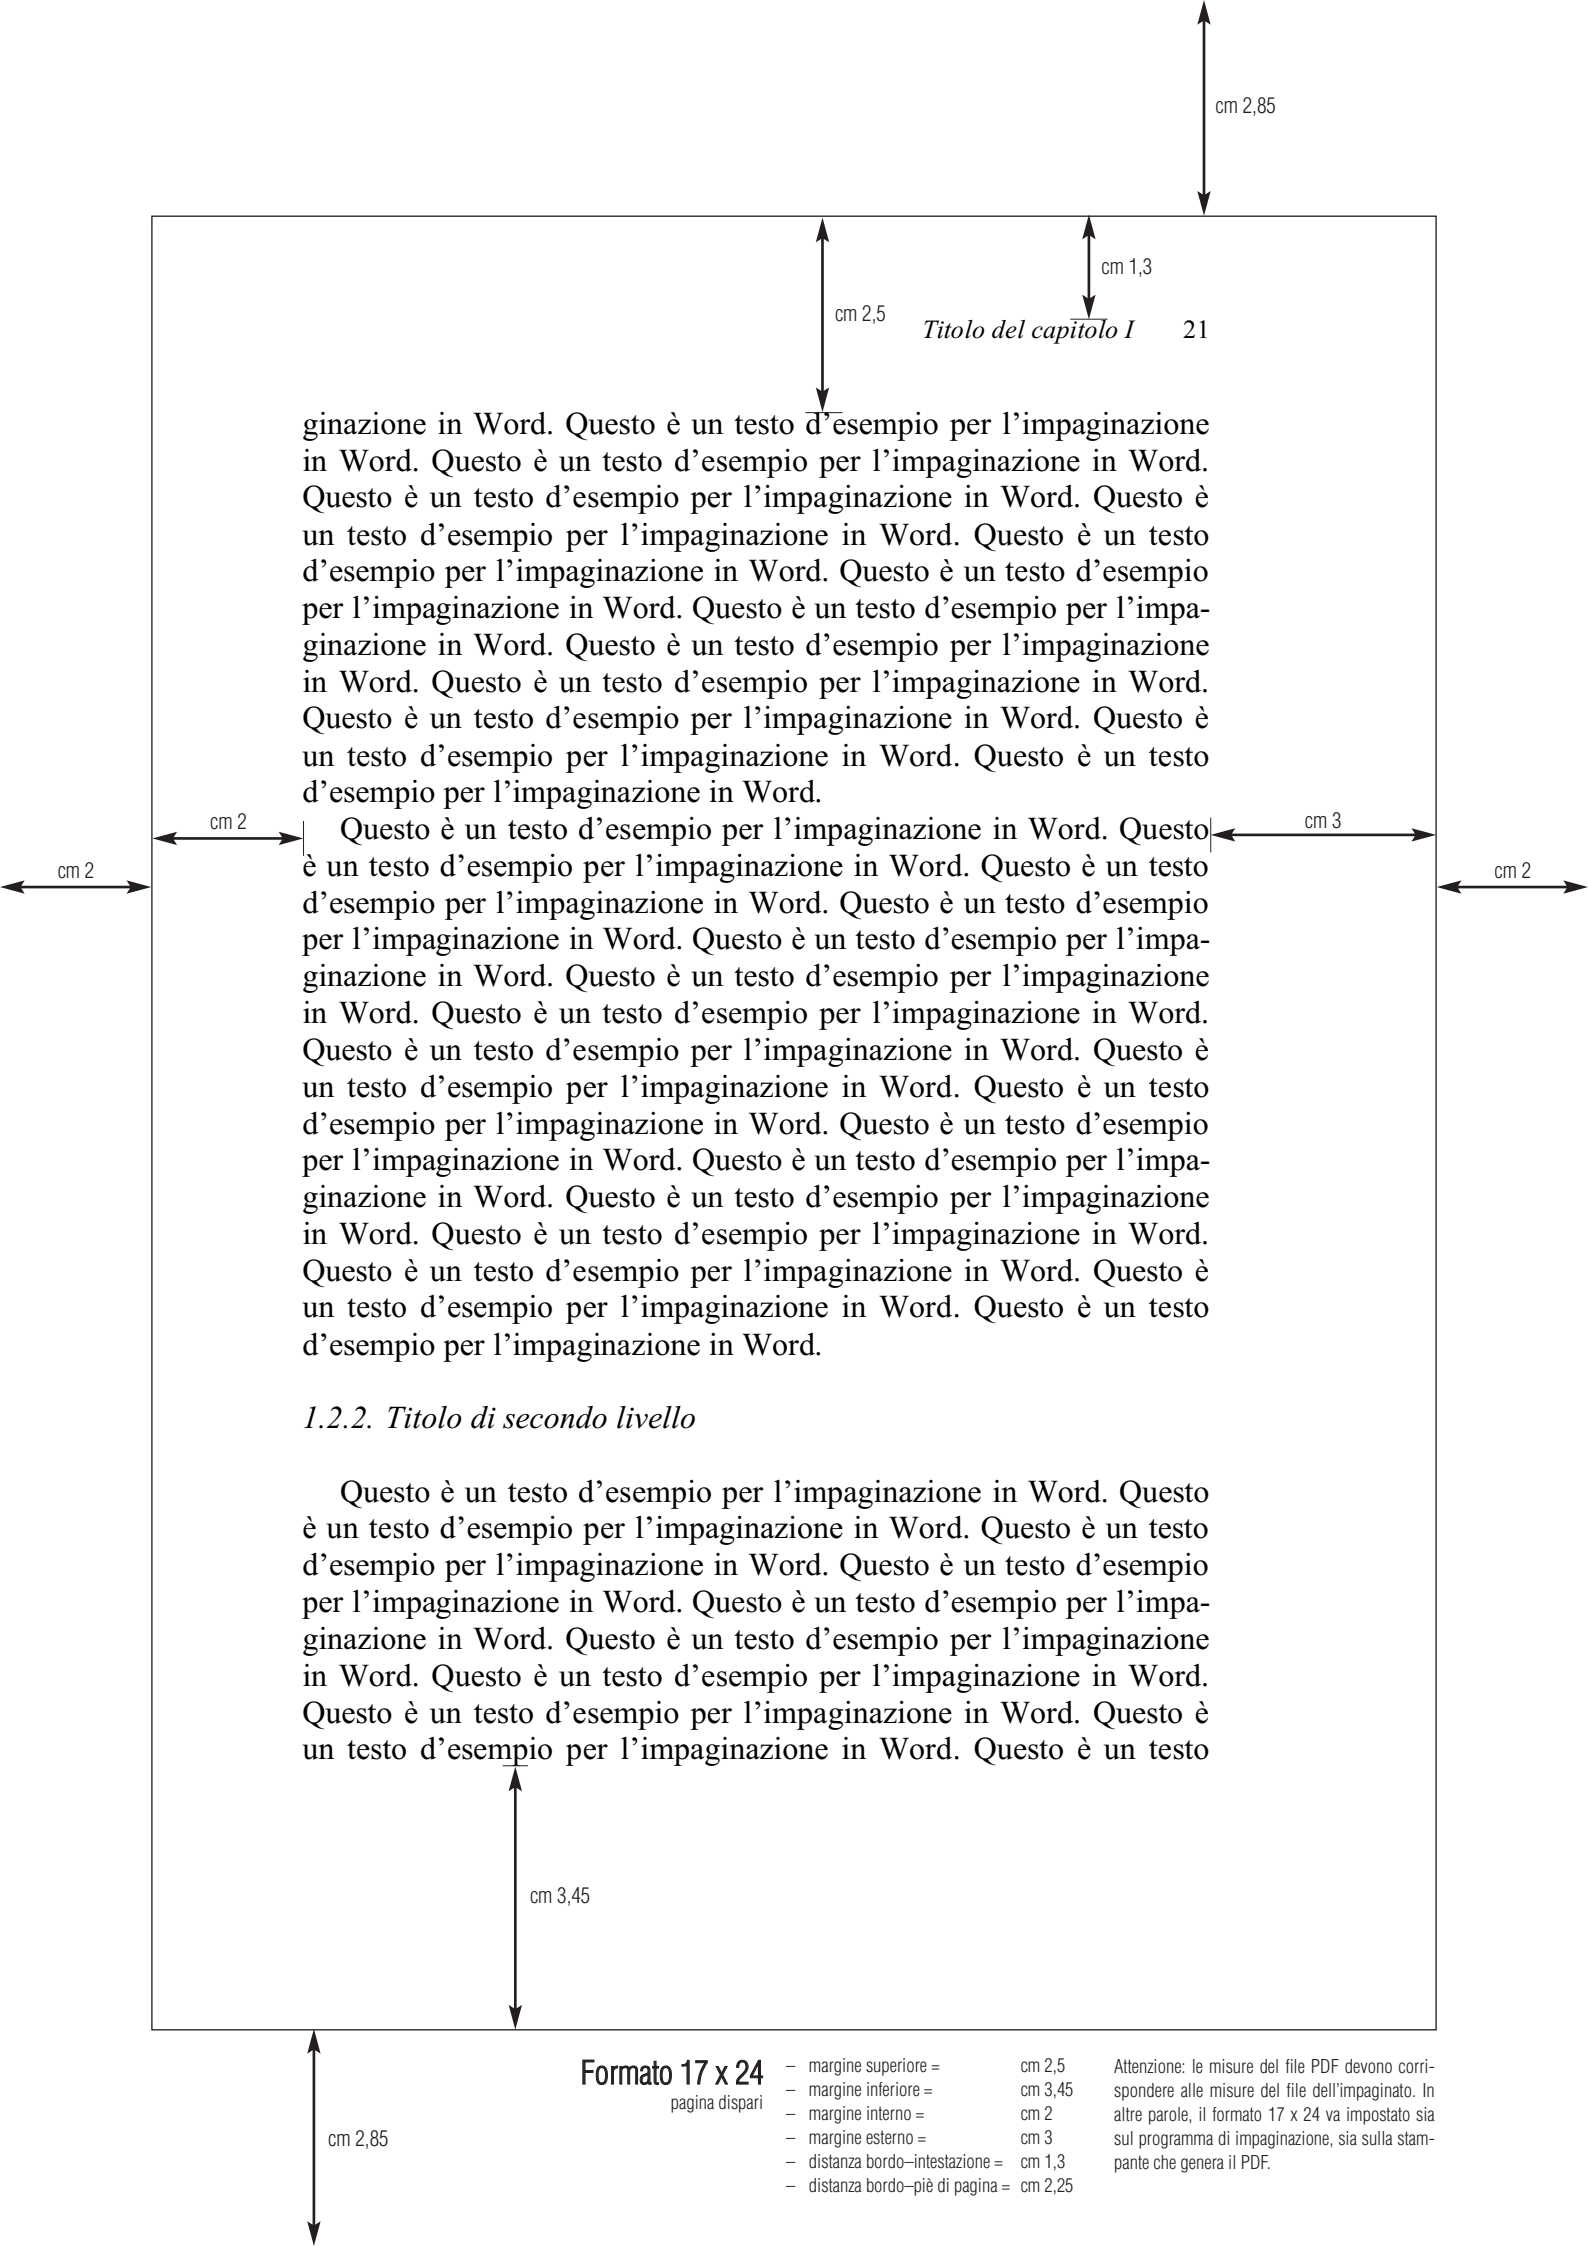 cm 2,85
cm 1,3
cm 2,5
Titolo del capitolo I 21
ginazione in Word. Questo è un testo d’esempio per l’impaginazione
in Word. Questo è un testo d’esempio per l’impaginazione in Word.
Questo è un testo d’esempio per l’impaginazione in Word. Questo è
un testo d’esempio per l’impaginazione in Word. Questo è un testo
d’esempio per l’impaginazione in Word. Questo è un testo d’esempio
per l’impaginazione in Word. Questo è un testo d’esempio per l’impa-
ginazione in Word. Questo è un testo d’esempio per l’impaginazione
in Word. Questo è un testo d’esempio per l’impaginazione in Word.
Questo è un testo d’esempio per l’impaginazione in Word. Questo è
un testo d’esempio per l’impaginazione in Word. Questo è un testo
d’esempio per l’impaginazione in Word.
cm 2
Questo è un testo d’esempio per l’impaginazione in Word. Questo
cm 3
cm 2
è un testo d’esempio per l’impaginazione in Word. Questo è un testo
cm 2
d’esempio per l’impaginazione in Word. Questo è un testo d’esempio
per l’impaginazione in Word. Questo è un testo d’esempio per l’impa-
ginazione in Word. Questo è un testo d’esempio per l’impaginazione
in Word. Questo è un testo d’esempio per l’impaginazione in Word.
Questo è un testo d’esempio per l’impaginazione in Word. Questo è
un testo d’esempio per l’impaginazione in Word. Questo è un testo
d’esempio per l’impaginazione in Word. Questo è un testo d’esempio
per l’impaginazione in Word. Questo è un testo d’esempio per l’impa-
ginazione in Word. Questo è un testo d’esempio per l’impaginazione
in Word. Questo è un testo d’esempio per l’impaginazione in Word.
Questo è un testo d’esempio per l’impaginazione in Word. Questo è
un testo d’esempio per l’impaginazione in Word. Questo è un testo
d’esempio per l’impaginazione in Word.
1.2.2. Titolo di secondo livello
Questo è un testo d’esempio per l’impaginazione in Word. Questo
è un testo d’esempio per l’impaginazione in Word. Questo è un testo
d’esempio per l’impaginazione in Word. Questo è un testo d’esempio
per l’impaginazione in Word. Questo è un testo d’esempio per l’impa-
ginazione in Word. Questo è un testo d’esempio per l’impaginazione
in Word. Questo è un testo d’esempio per l’impaginazione in Word.
Questo è un testo d’esempio per l’impaginazione in Word. Questo è
un testo d’esempio per l’impaginazione in Word. Questo è un testo
cm 3,45
cm 2,85
Formato 17 x 24
pagina dispari
– margine superiore = cm 2,5
– margine inferiore = cm 3,45
– margine interno = cm 2
– margine esterno = cm 3
– distanza bordo–intestazione = cm 1,3
– distanza bordo–piè di pagina = cm 2,25
Attenzione: le misure del file PDF devono corri-
spondere alle misure del file dell’impaginato. In
altre parole, il formato 17 x 24 va impostato sia
sul programma di impaginazione, sia sulla stam-
pante che genera il PDF.